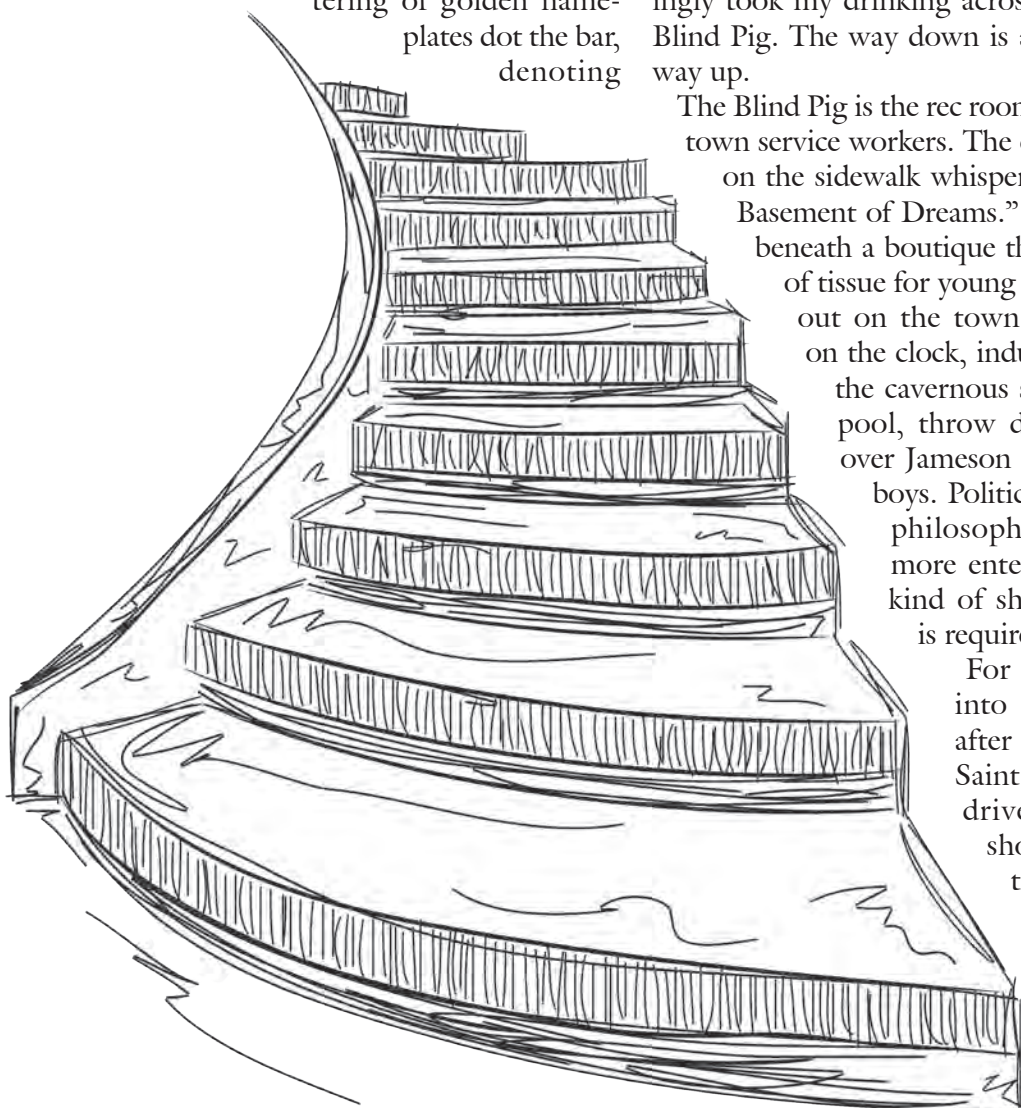 tering of golden name-
plates dot the bar,
denoting
ingly took my drinking acros
Blind Pig. The way down is a
way up.
The Blind Pig is the rec room
town service workers. The
on the sidewalk whisper
Basement of Dreams.”
beneath a boutique th
of tissue for young
out on the town
on the clock, indu
the cavernous
pool, throw d
over Jameson
boys. Politic
philosoph
more ente
kind of sh
is require
For
into
after
Saint
drive
sho
t